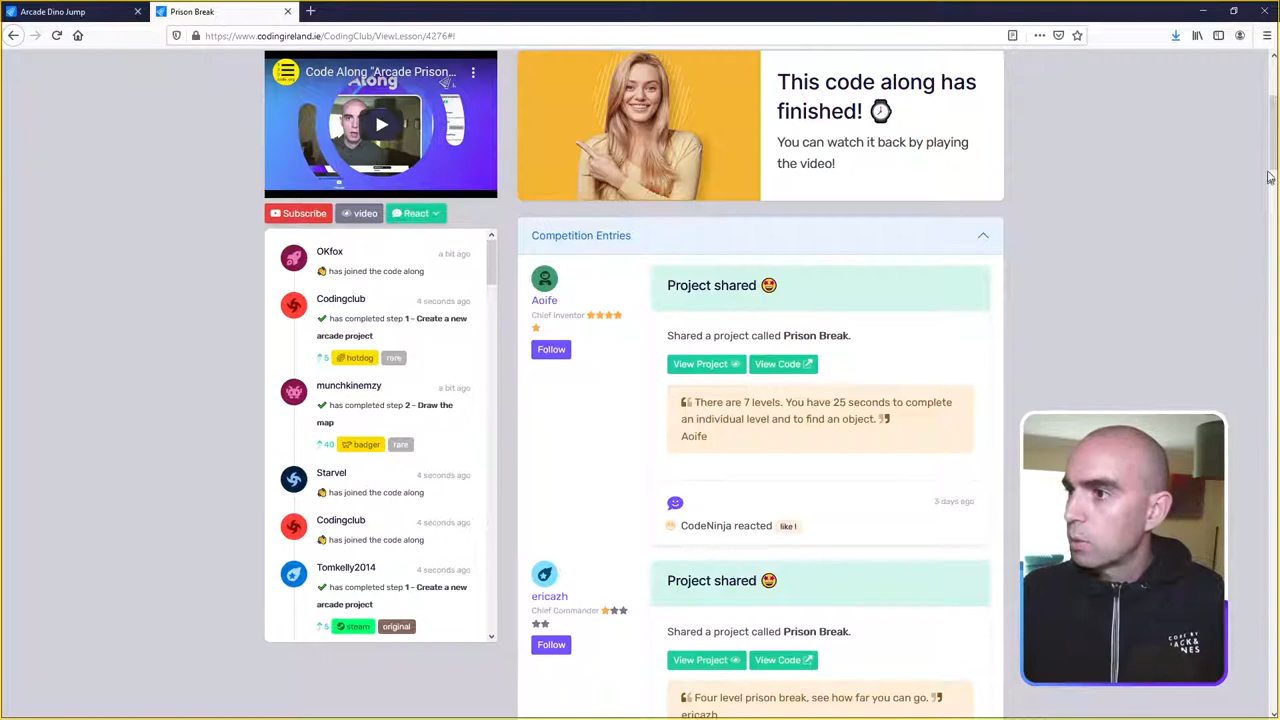 Arcade Dino Jump
Prison Break
https://www.codingireland.ie/CodingClub/ViewLesson/4276#!
Code Along "Arcade Prison...
Along
This code along has
finished!
You can watch it back by playing
the video!
Subscribe
video
React
OKfox
a bit ago
has joined the code along
Codingclub
4 seconds ago
has completed step 1 - Create a new
arcade project
5 hotdog rare
munchkinemzy
a bit ago
has completed step 2 - Draw the
map
40 badger rare
Starvel
4 seconds ago
has joined the code along
Codingclub
4 seconds ago
has joined the code along
Tomkelly2014
4 seconds ago
has completed step 1 - Create a new
arcade project
5 steam original
Competition Entries
Aoife
Chief Inventor
Follow
Project shared
Shared a project called Prison Break.
View Project
View Code
There are 7 levels. You have 25 seconds to complete
an individual level and to find an object.
Aoife
3 days ago
CodeNinja reacted like !
ericazh
Chief Commander
Follow
Project shared
Shared a project called Prison Break.
View Project
View Code
Four level prison break, see how far you can go.
ericazh